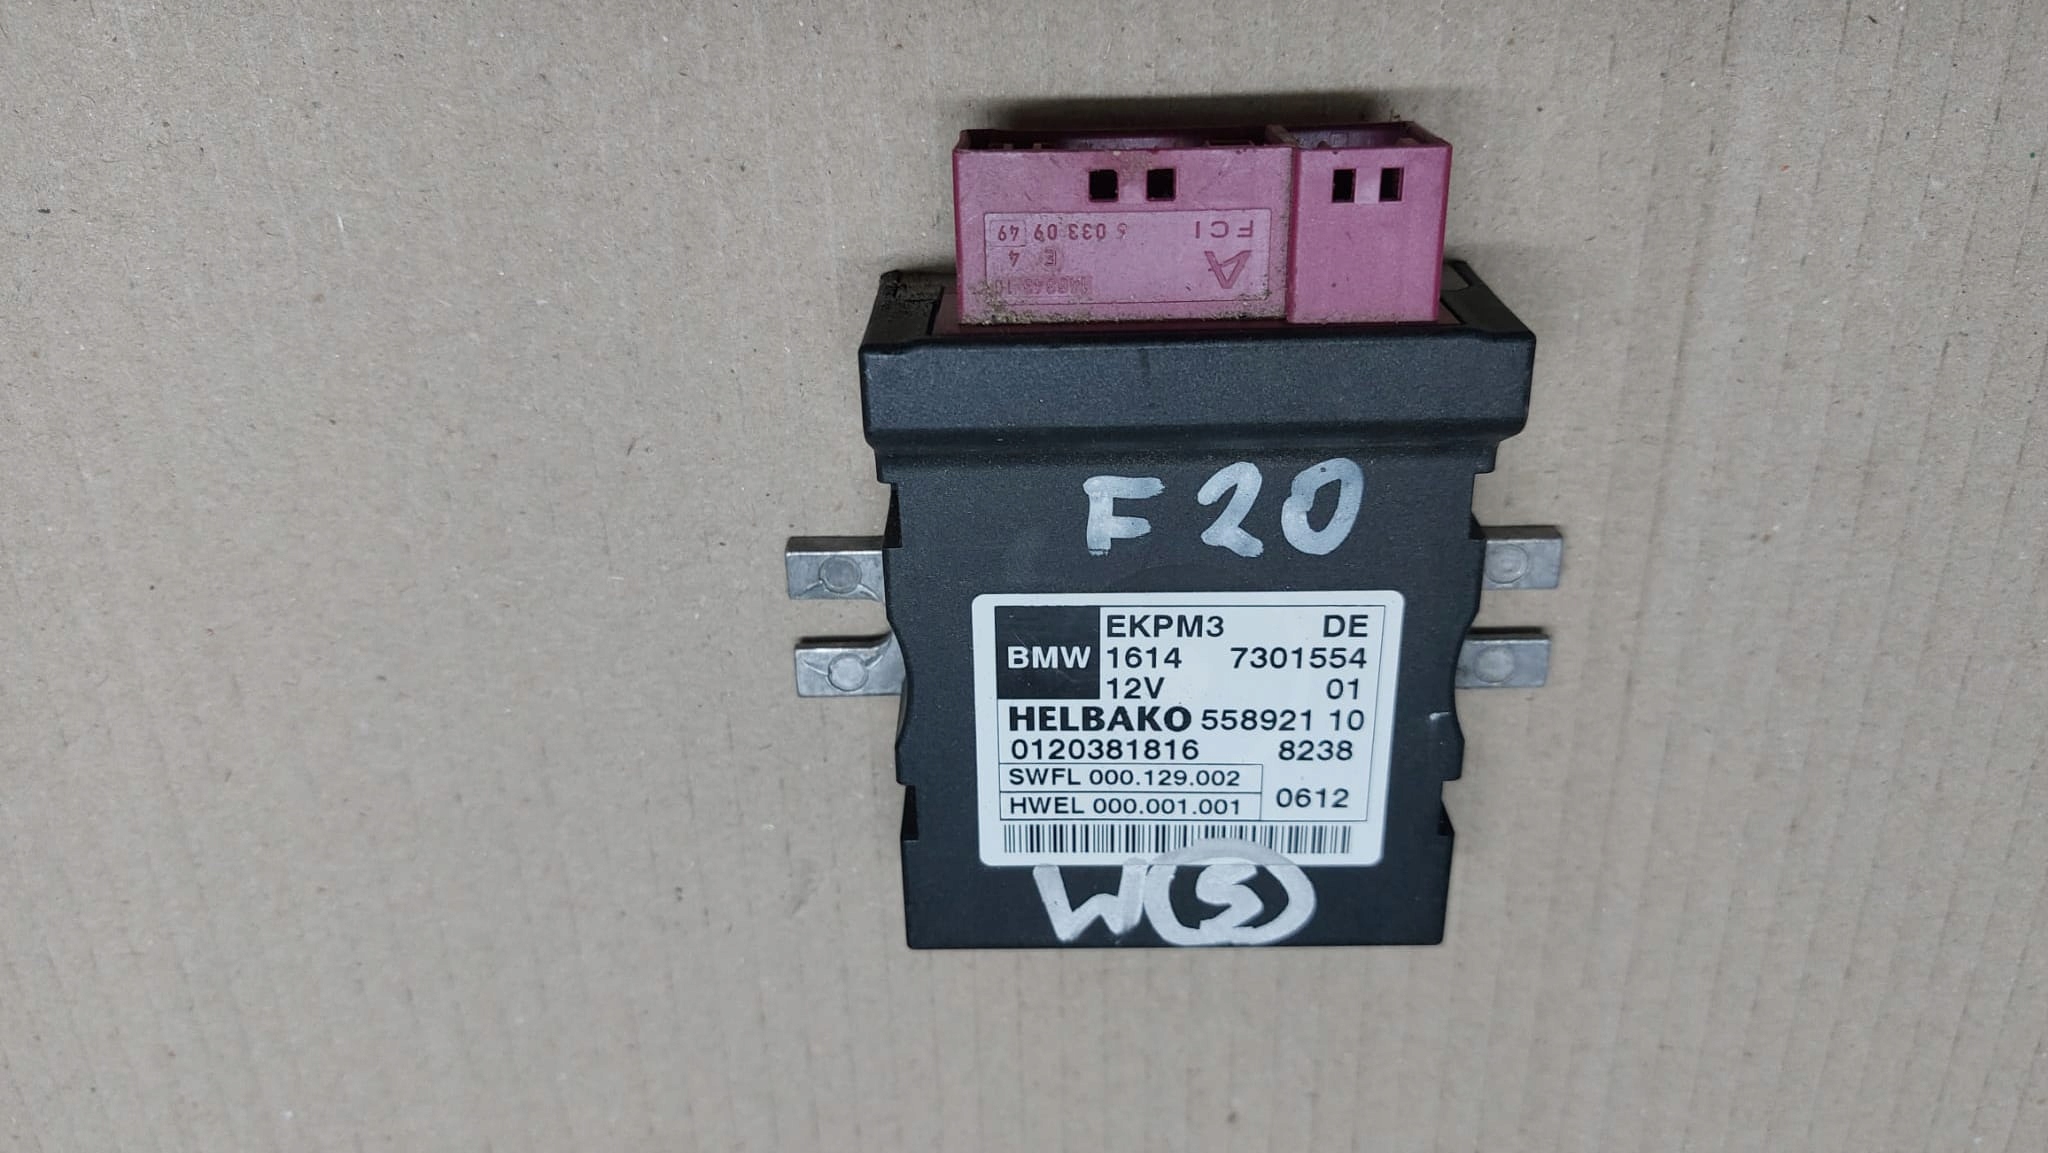 FCI
6 033 09 49
A
E 4
F20
BMW
EKPM3 DE
1614 7301554
12V 01
HELBAKO 558921 10
0120381816 8238
SWFL 000.129.002
HWEL 000.001.001
0612
W(S)